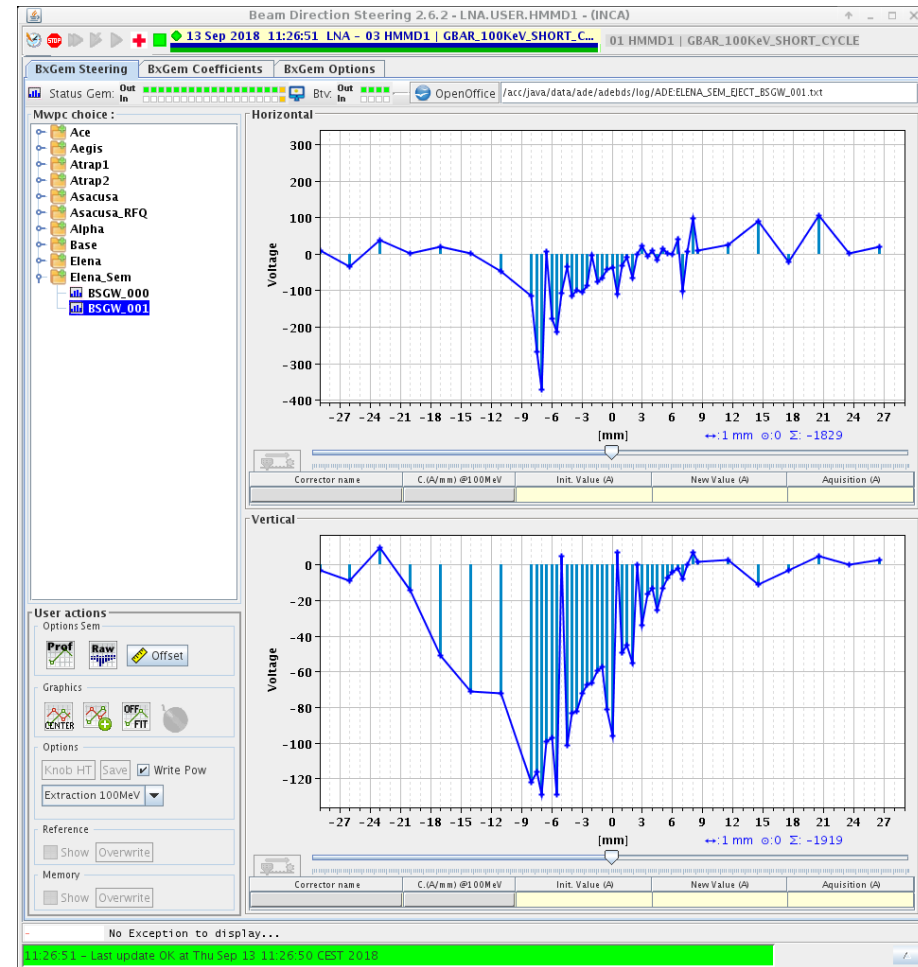 Beam Direction Steering 2.6.2 - LNA.USER.HMMD1 - (INCA)
STOP 13 Sep 2018 11:26:51 LNA - 03 HMMD1 | GBAR_100KeV_SHORT_C... 01 HMMD1 | GBAR_100KeV_SHORT_CYCLE
BxGem Steering BxGem Coefficients BxGem Options
Status Gem: Out In Btv: Out In OpenOffice /acc/java/data/ade/adebds/log/ADE:ELENA_SEM_EJECT_BSGW_001.txt
Mwpc choice :
Ace
Aegis
Atrap1
Atrap2
Asacusa
Asacusa_RFQ
Alpha
Base
Elena
Elena_Sem
BSGW_000
BSGW_001
User actions
Options Sem
Prof Raw Offset
Graphics
CENTER OFF FIT
Options
Knob HT Save Write Pow
Extraction 100MeV
Reference
Show Overwrite
Memory
Show Overwrite
Horizontal
300
200
100
0
-100
-200
-300
-400
Voltage
-27 -24 -21 -18 -15 -12 -9 -6 -3 0 3 6 9 12 15 18 21 24 27
[mm] ↔:1 mm ⊙:0 Σ: -1829
Corrector name C.(A/mm) @100MeV Init. Value (A) New Value (A) Aquisition (A)
Vertical
0
-20
-40
-60
-80
-100
-120
Voltage
-27 -24 -21 -18 -15 -12 -9 -6 -3 0 3 6 9 12 15 18 21 24 27
[mm] ↔:1 mm ⊙:0 Σ: -1919
Corrector name C.(A/mm) @100MeV Init. Value (A) New Value (A) Aquisition (A)
- No Exception to display...
11:26:51 - Last update OK at Thu Sep 13 11:26:50 CEST 2018